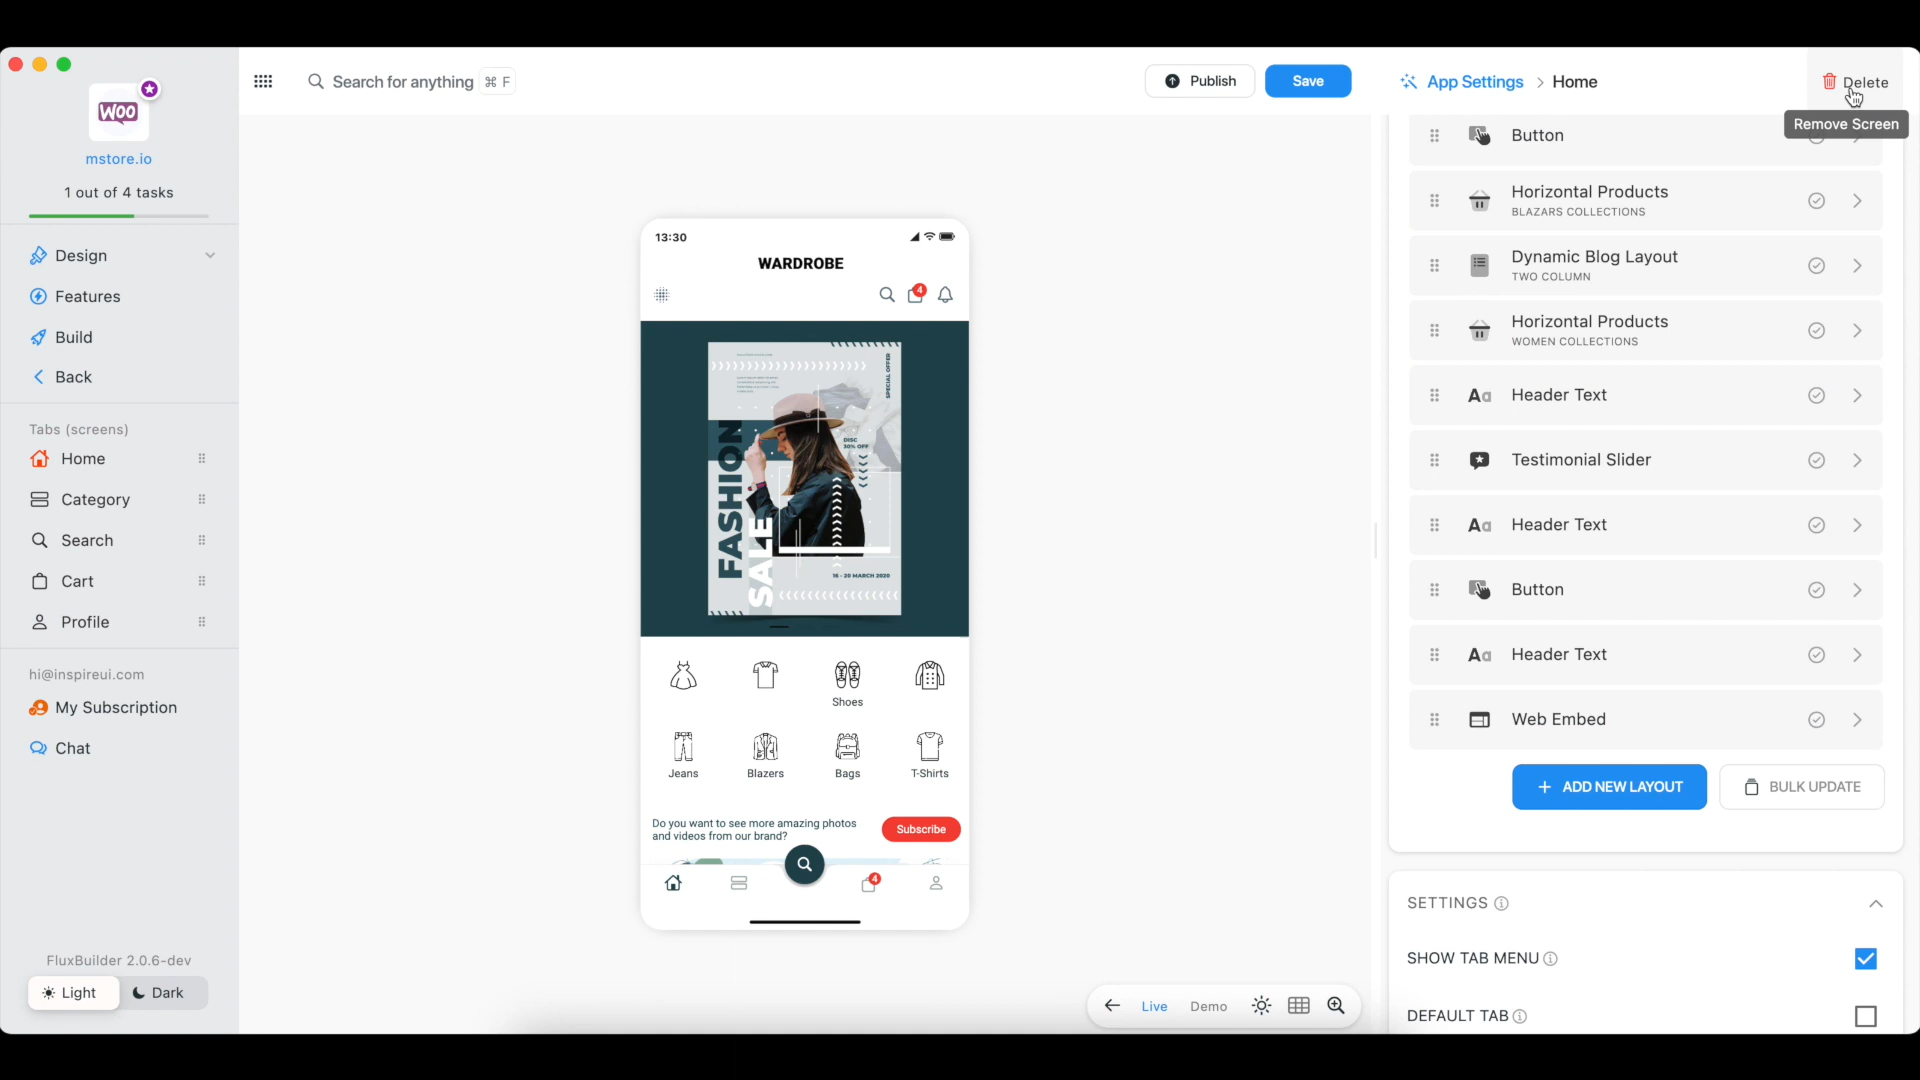 Search for anything
⌘ F
Publish
Save
App Settings > Home
Delete
Remove Screen
WOO
mstore.io
1 out of 4 tasks
Design
Features
Build
Back
Tabs (screens)
Home
Category
Search
Cart
Profile
hi@inspireui.com
My Subscription
Chat
FluxBuilder 2.0.6-dev
Light
Dark
13:30
WARDROBE
4
SPECIAL OFFER
DISC
30% OFF
FASHION
SALE
16 - 20 MARCH 2020
Shoes
Jeans
Blazers
Bags
T-Shirts
Do you want to see more amazing photos
and videos from our brand?
Subscribe
4
Live
Demo
Button
Horizontal Products
BLAZARS COLLECTIONS
Dynamic Blog Layout
TWO COLUMN
Horizontal Products
WOMEN COLLECTIONS
Aa Header Text
Testimonial Slider
Aa Header Text
Button
Aa Header Text
Web Embed
+ ADD NEW LAYOUT
BULK UPDATE
SETTINGS
SHOW TAB MENU
DEFAULT TAB